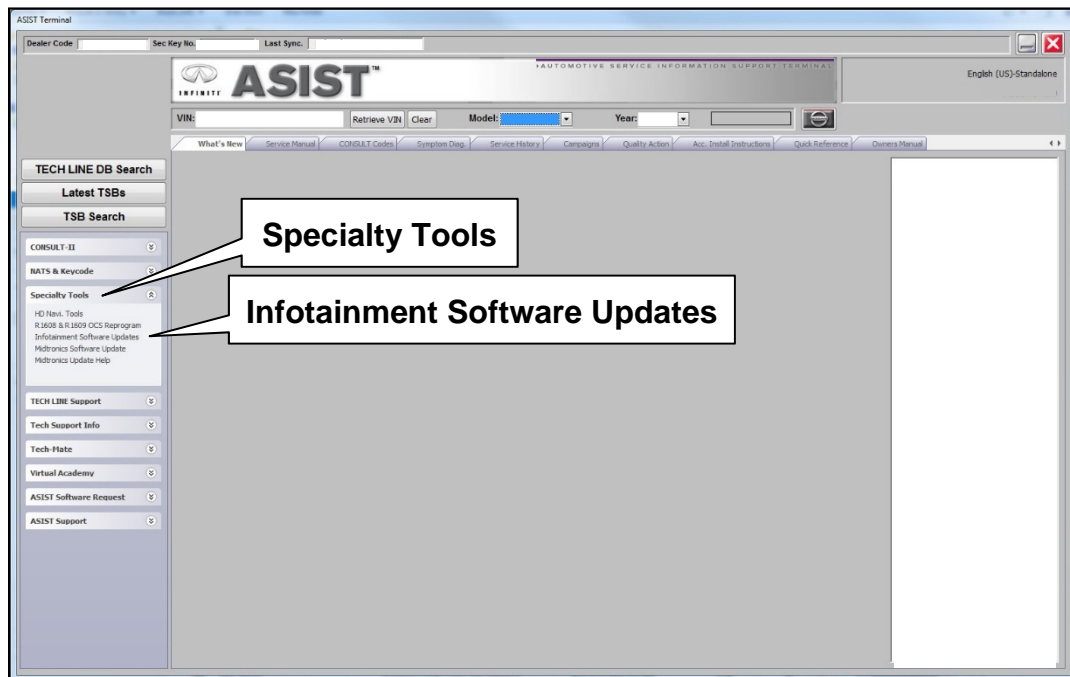 ASIST Terminal
Dealer Code Sec Key No. Last Sync.
INFINITI ASIST™
AUTOMOTIVE SERVICE INFORMATION SUPPORT TERMINAL
English (US)-Standalone
VIN: Retrieve VIN Clear Model: Year:
What's New Service Manual CONSULT Codes Symptom Diag. Service History Campaigns Quality Action Acc. Install Instructions Quick Reference Owners Manual
TECH LINE DB Search
Latest TSBs
TSB Search
CONSULT-II
NATS & Keycode
Specialty Tools
HD Navi. Tools
R1608 & R1609 OCS Reprogram
Infotainment Software Updates
Midtronics Software Update
Midtronics Update Help
TECH LINE Support
Tech Support Info
Tech-Mate
Virtual Academy
ASIST Software Request
ASIST Support
Specialty Tools
Infotainment Software Updates